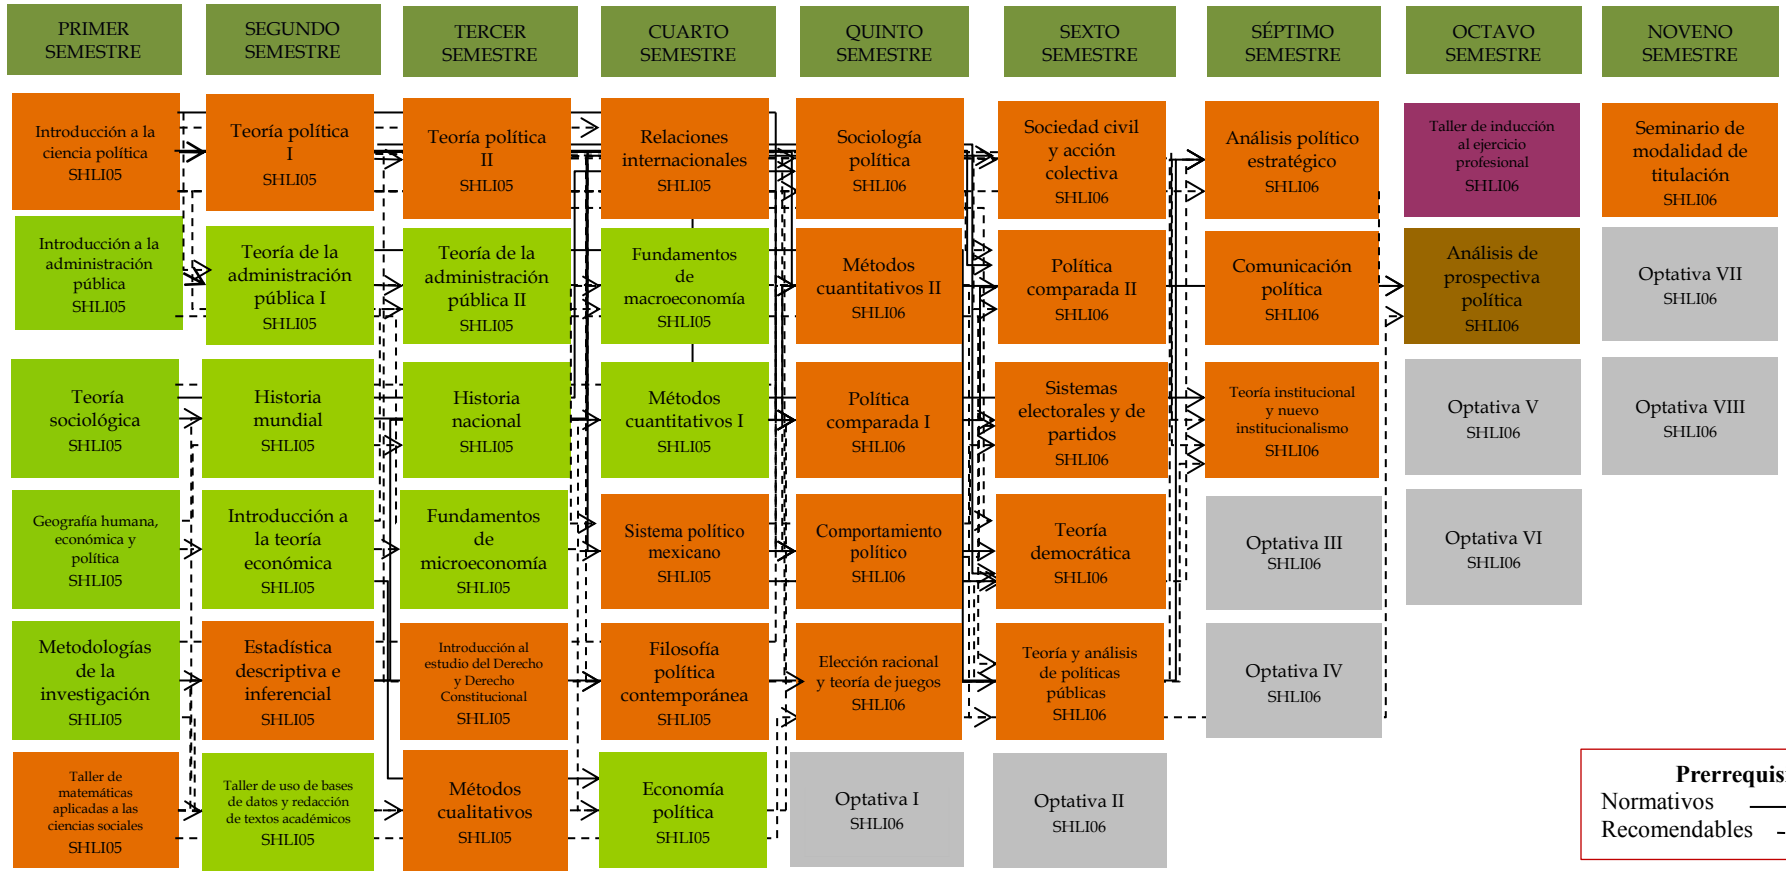 PRIMER
SEMESTRE
SEGUNDO
SEMESTRE
TERCER
SEMESTRE
CUARTO
SEMESTRE
QUINTO
SEMESTRE
SEXTO
SEMESTRE
SÉPTIMO
SEMESTRE
OCTAVO
SEMESTRE
NOVENO
SEMESTRE
Introducción a la
ciencia política
SHLI05
Teoría política
I
SHLI05
Teoría política
II
SHLI05
Relaciones
internacionales
SHLI05
Sociología
política
SHLI06
Sociedad civil
y acción
colectiva
SHLI06
Análisis político
estratégico
SHLI06
Taller de inducción
al ejercicio
profesional
SHLI06
Seminario de
modalidad de
titulación
SHLI06
Introducción a la
administración
pública
SHLI05
Teoría de la
administración
pública I
SHLI05
Teoría de la
administración
pública II
SHLI05
Fundamentos
de
macroeconomía
SHLI05
Métodos
cuantitativos II
SHLI06
Política
comparada II
SHLI06
Comunicación
política
SHLI06
Análisis de
prospectiva
política
SHLI06
Optativa VII
SHLI06
Teoría
sociológica
SHLI05
Historia
mundial
SHLI05
Historia
nacional
SHLI05
Métodos
cuantitativos I
SHLI05
Política
comparada I
SHLI06
Sistemas
electorales y de
partidos
SHLI06
Teoría institucional
y nuevo
institucionalismo
SHLI06
Optativa V
SHLI06
Optativa VIII
SHLI06
Geografía humana,
económica y
política
SHLI05
Introducción a
la teoría
económica
SHLI05
Fundamentos
de
microeconomía
SHLI05
Sistema político
mexicano
SHLI05
Comportamiento
político
SHLI06
Teoría
democrática
SHLI06
Optativa III
SHLI06
Optativa VI
SHLI06
Metodologías
de la
investigación
SHLI05
Estadística
descriptiva e
inferencial
SHLI05
Introducción al
estudio del Derecho
y Derecho
Constitucional
SHLI05
Filosofía
política
contemporánea
SHLI05
Elección racional
y teoría de juegos
SHLI06
Teoría y análisis
de políticas
públicas
SHLI06
Optativa IV
SHLI06
Taller de
matemáticas
aplicadas a las
ciencias sociales
SHLI05
Taller de uso de bases
de datos y redacción
de textos académicos
SHLI05
Métodos
cualitativos
SHLI05
Economía
política
SHLI05
Optativa I
SHLI06
Optativa II
SHLI06
Prerrequis
Normativos
Recomendables